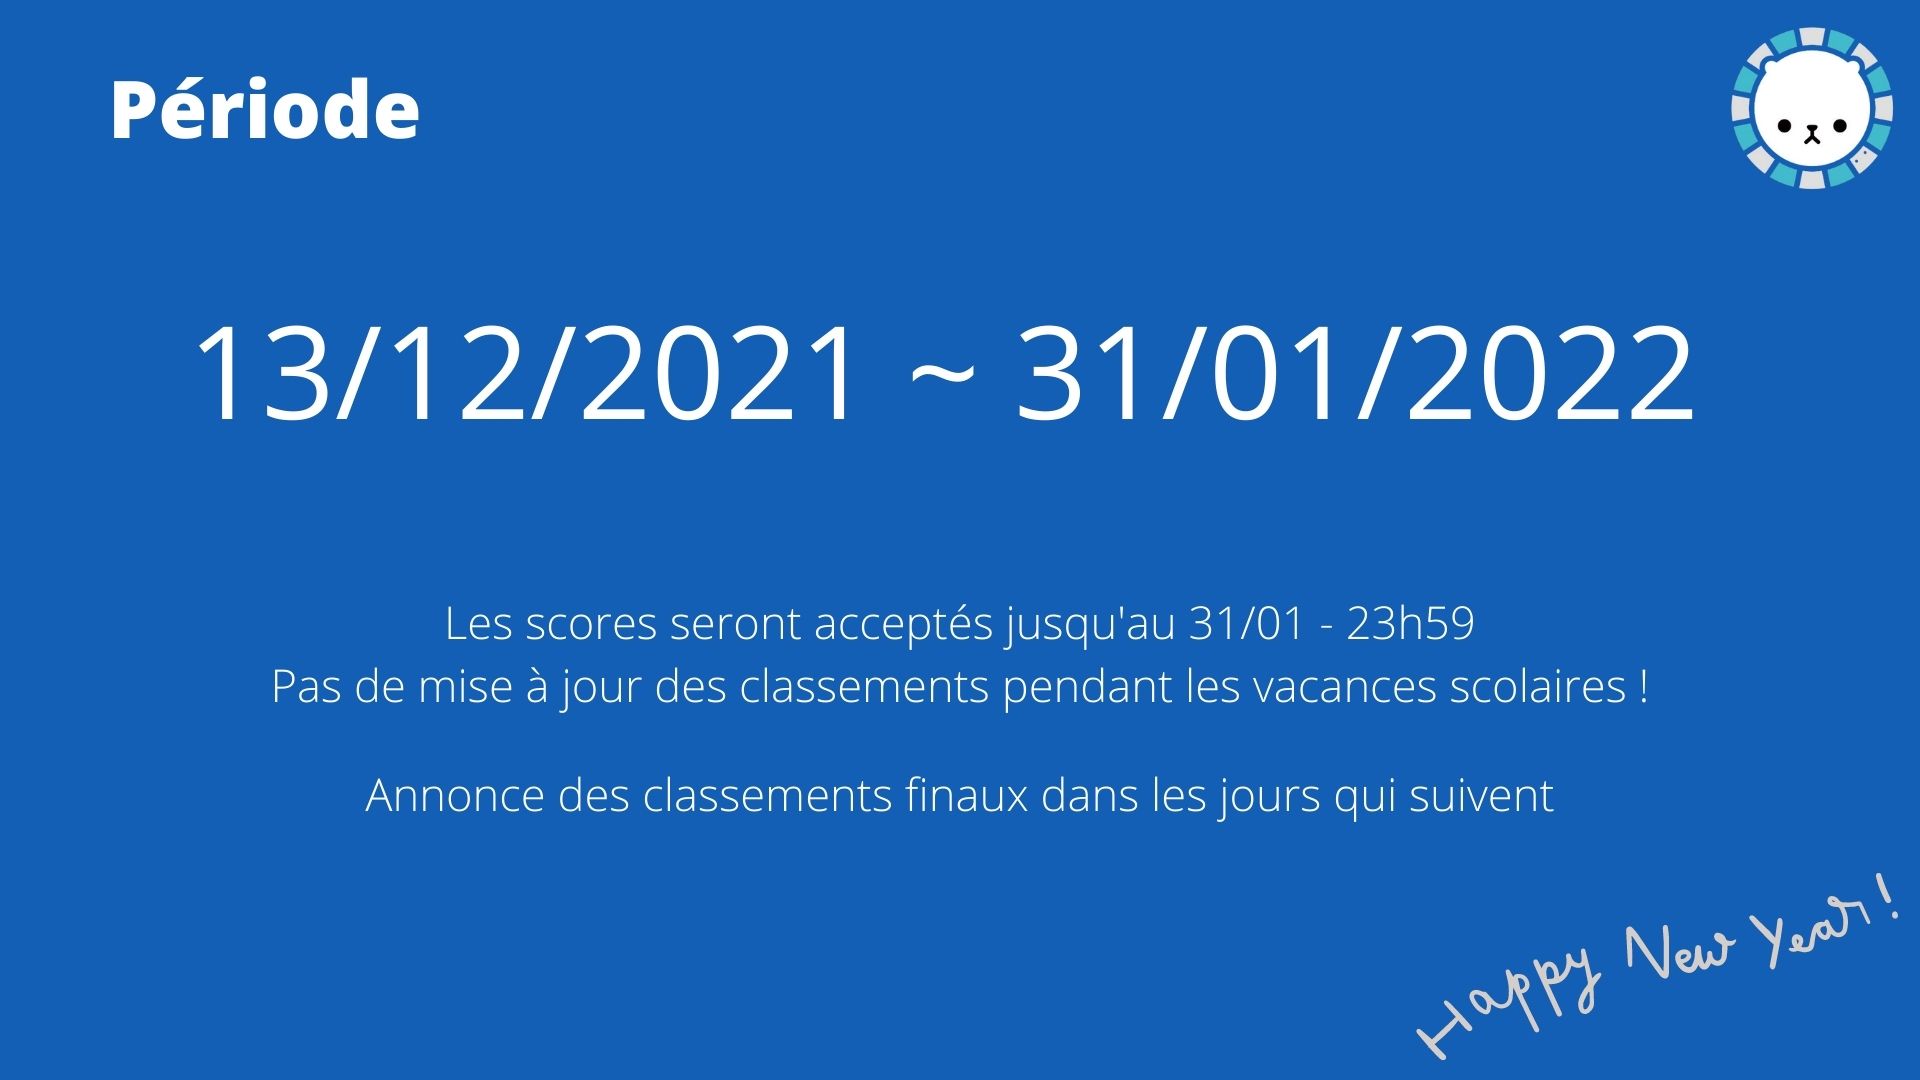 Période
13/12/2021 ~ 31/01/2022
Les scores seront acceptés jusqu'au 31/01 - 23h59
Pas de mise à jour des classements pendant les vacances scolaires !
Annonce des classements finaux dans les jours qui suivent
Happy New Year!